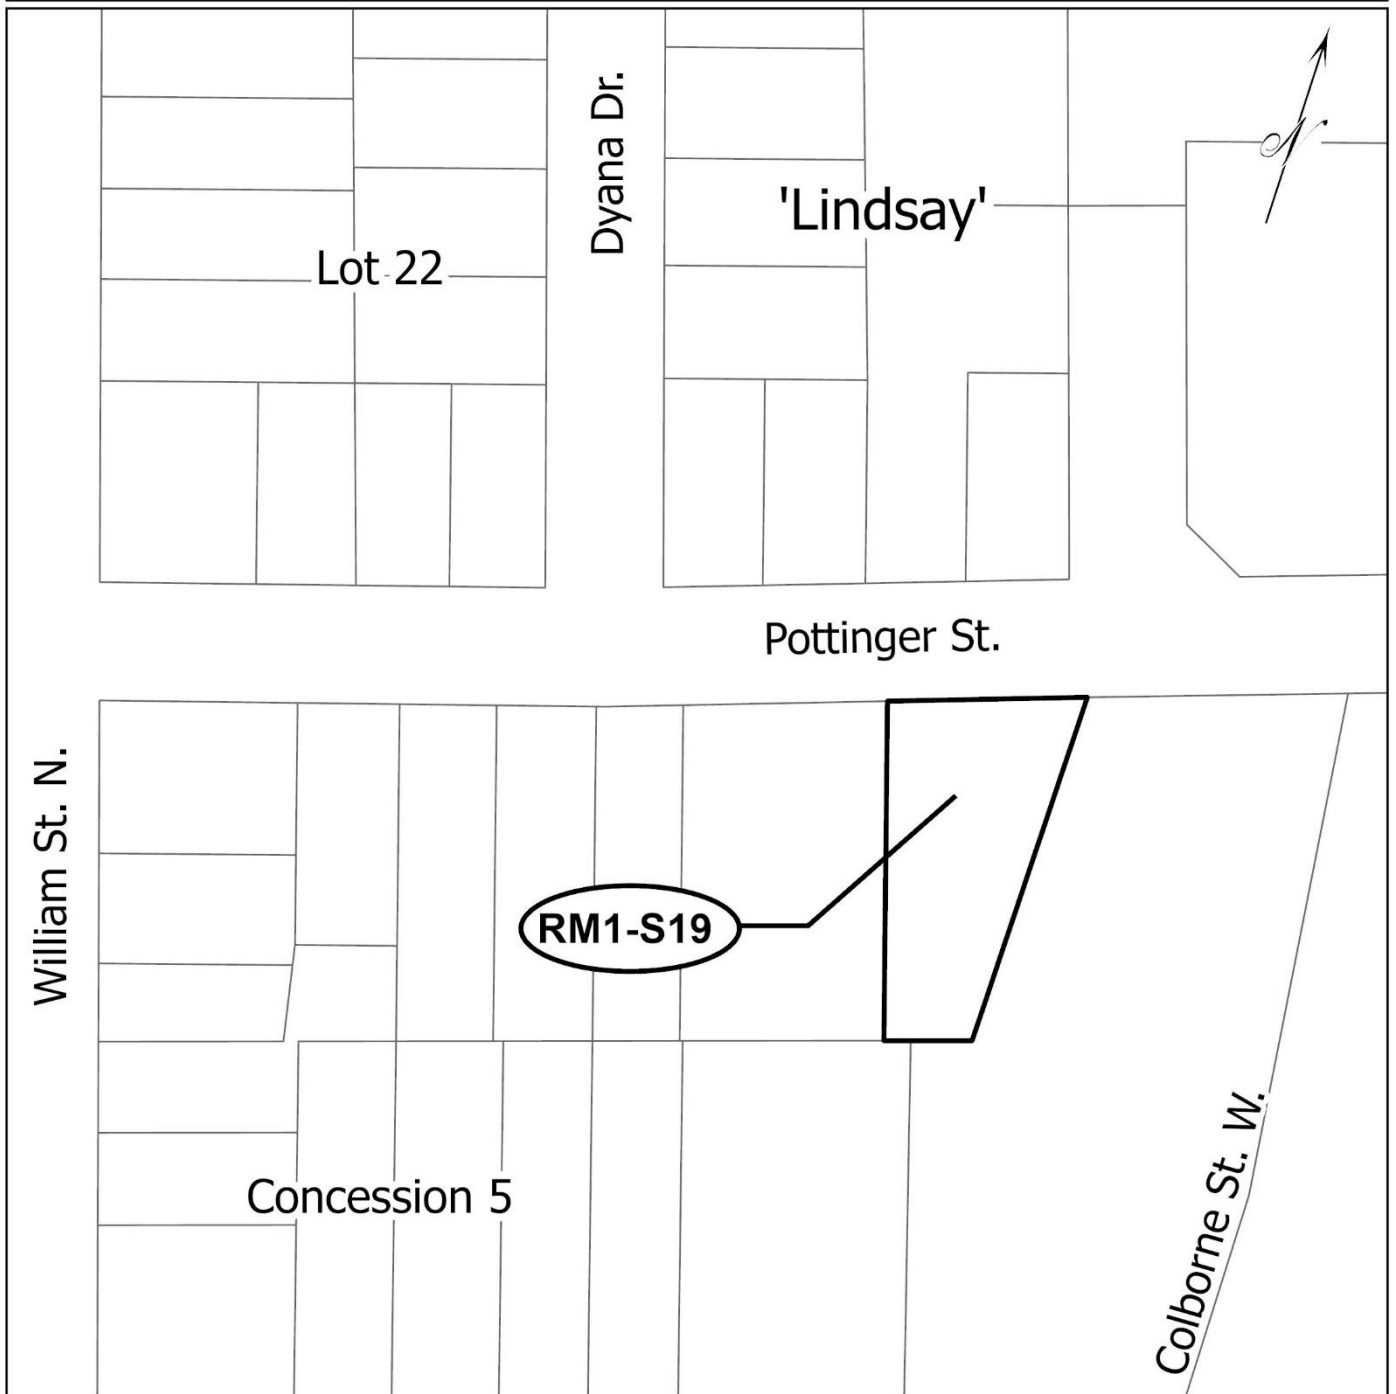 Dyana Dr.
'Lindsay'
N
Lot 22
Pottinger St.
William St. N.
RM1-S19
Concession 5
Colborne St. W.